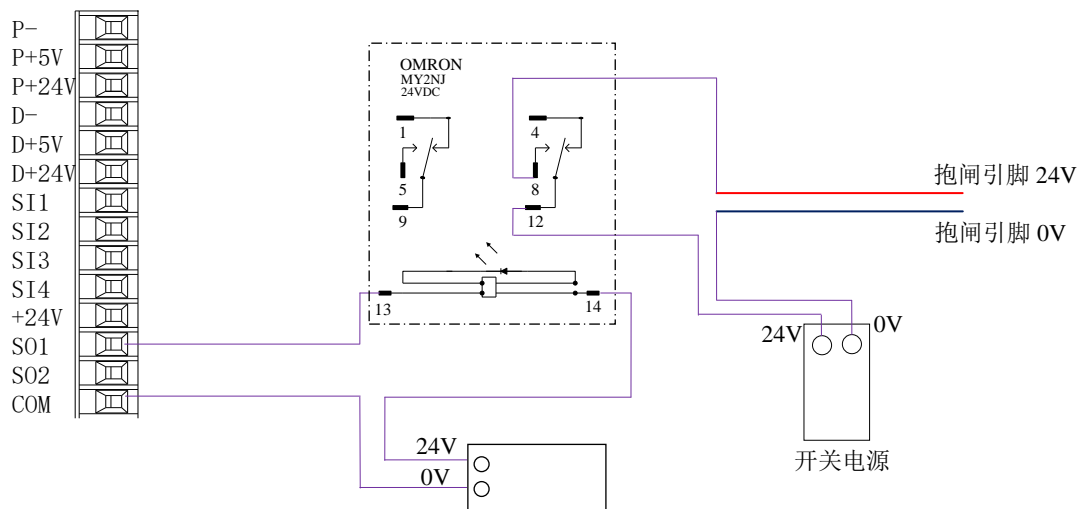 P-
P+5V
P+24V
D-
D+5V
D+24V
SI1
SI2
SI3
SI4
+24V
SO1
SO2
COM
OMRON
MY2NJ
24VDC
1
4
5
8
9
12
13
14
抱闸引脚 24V
抱闸引脚 0V
24V
0V
开关电源
24V
0V